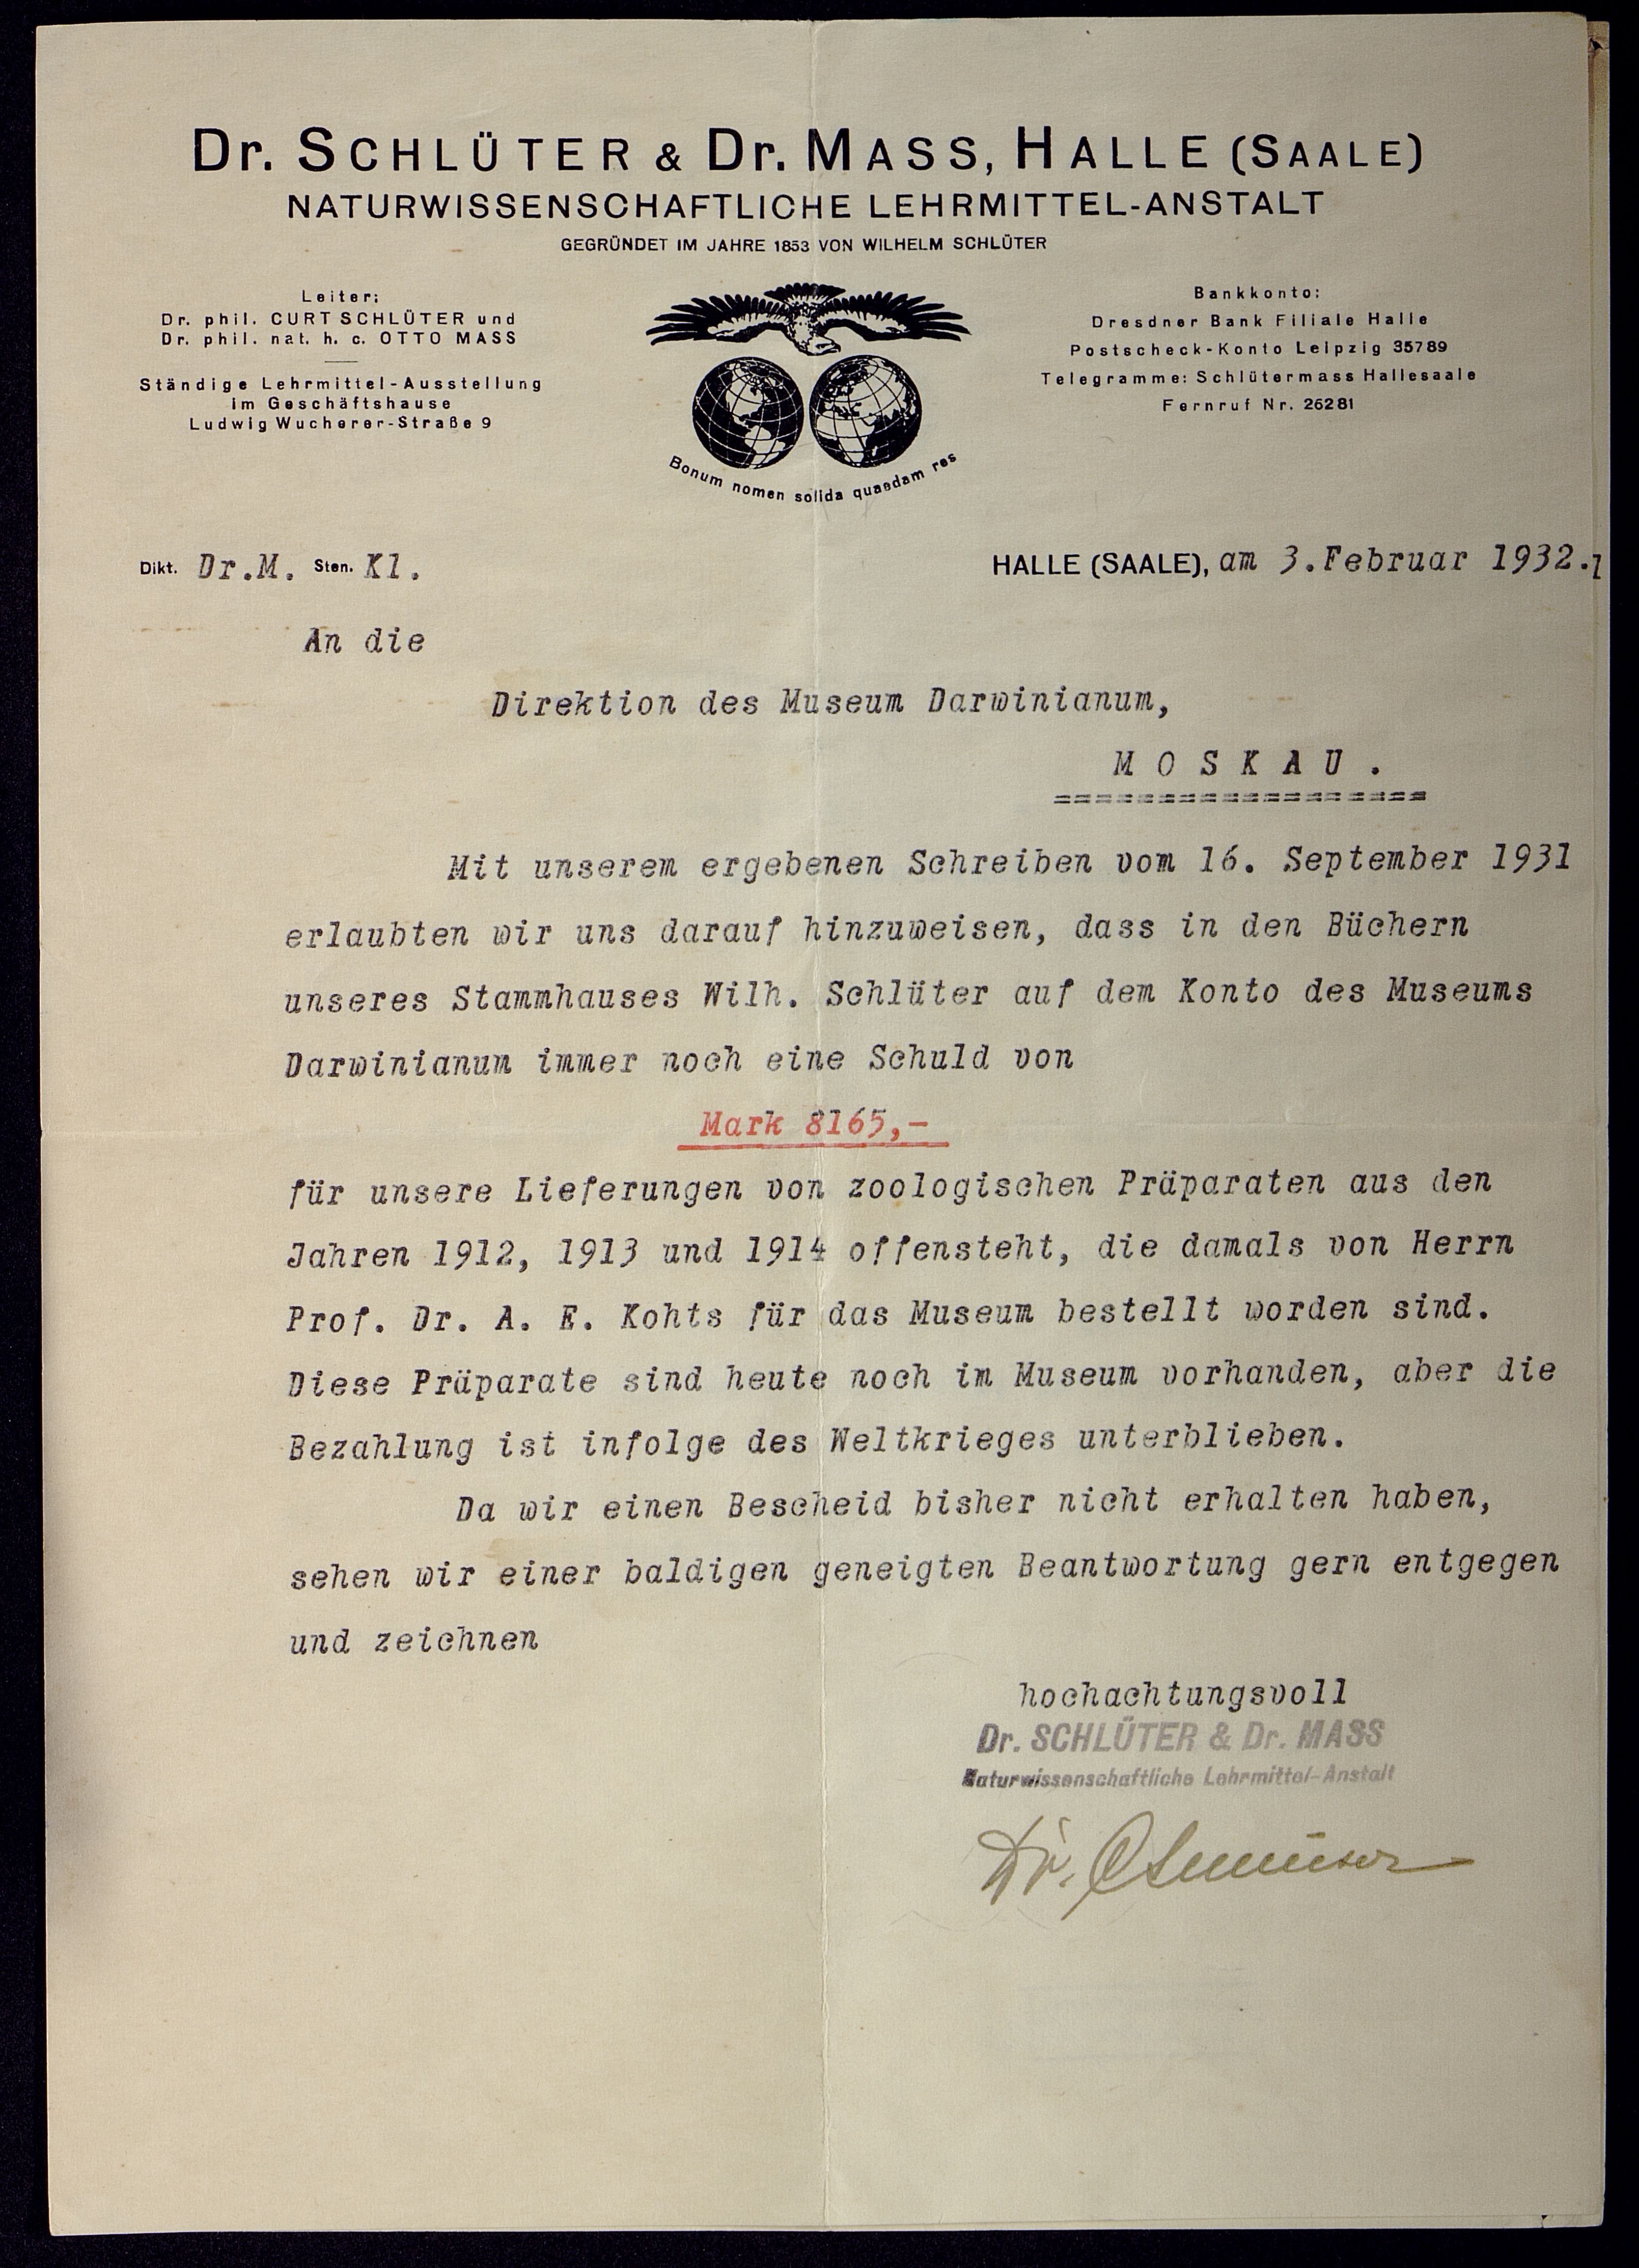 Dr. SCHLÜTER & Dr. MASS, HALLE (SAALE)
NATURWISSENSCHAFTLICHE LEHRMITTEL-ANSTALT
GEGRÜNDET IM JAHRE 1853 VON WILHELM SCHLÜTER
Leiter:
Dr. phil. CURT SCHLÜTER und
Dr. phil. nat. h. c. OTTO MASS
Ständige Lehrmittel-Ausstellung
im Geschäftshause
Ludwig Wucherer-Straße 9
Bonum nomen solida quaedam res
Bankkonto:
Dresdner Bank Filiale Halle
Postscheck-Konto Leipzig 35789
Telegramme: Schlütermass Hallesaale
Fernruf Nr. 26281
Dikt. Dr.M. Sten. Kl.
HALLE (SAALE), am 3.Februar 1932.
An die
Direktion des Museum Darwinianum,
M O S K A U .
==================
Mit unserem ergebenen Schreiben vom 16. September 1931
erlaubten wir uns darauf hinzuweisen, dass in den Büchern
unseres Stammhauses Wilh. Schlüter auf dem Konto des Museums
Darwinianum immer noch eine Schuld von
Mark 8165,-
für unsere Lieferungen von zoologischen Präparaten aus den
Jahren 1912, 1913 und 1914 offensteht, die damals von Herrn
Prof. Dr. A. E. Kohts für das Museum bestellt worden sind.
Diese Präparate sind heute noch im Museum vorhanden, aber die
Bezahlung ist infolge des Weltkrieges unterblieben.
Da wir einen Bescheid bisher nicht erhalten haben,
sehen wir einer baldigen geneigten Beantwortung gern entgegen
und zeichnen
hochachtungsvoll
Dr. SCHLÜTER & Dr. MASS
Naturwissenschaftliche Lehrmittel-Anstalt
Dr.